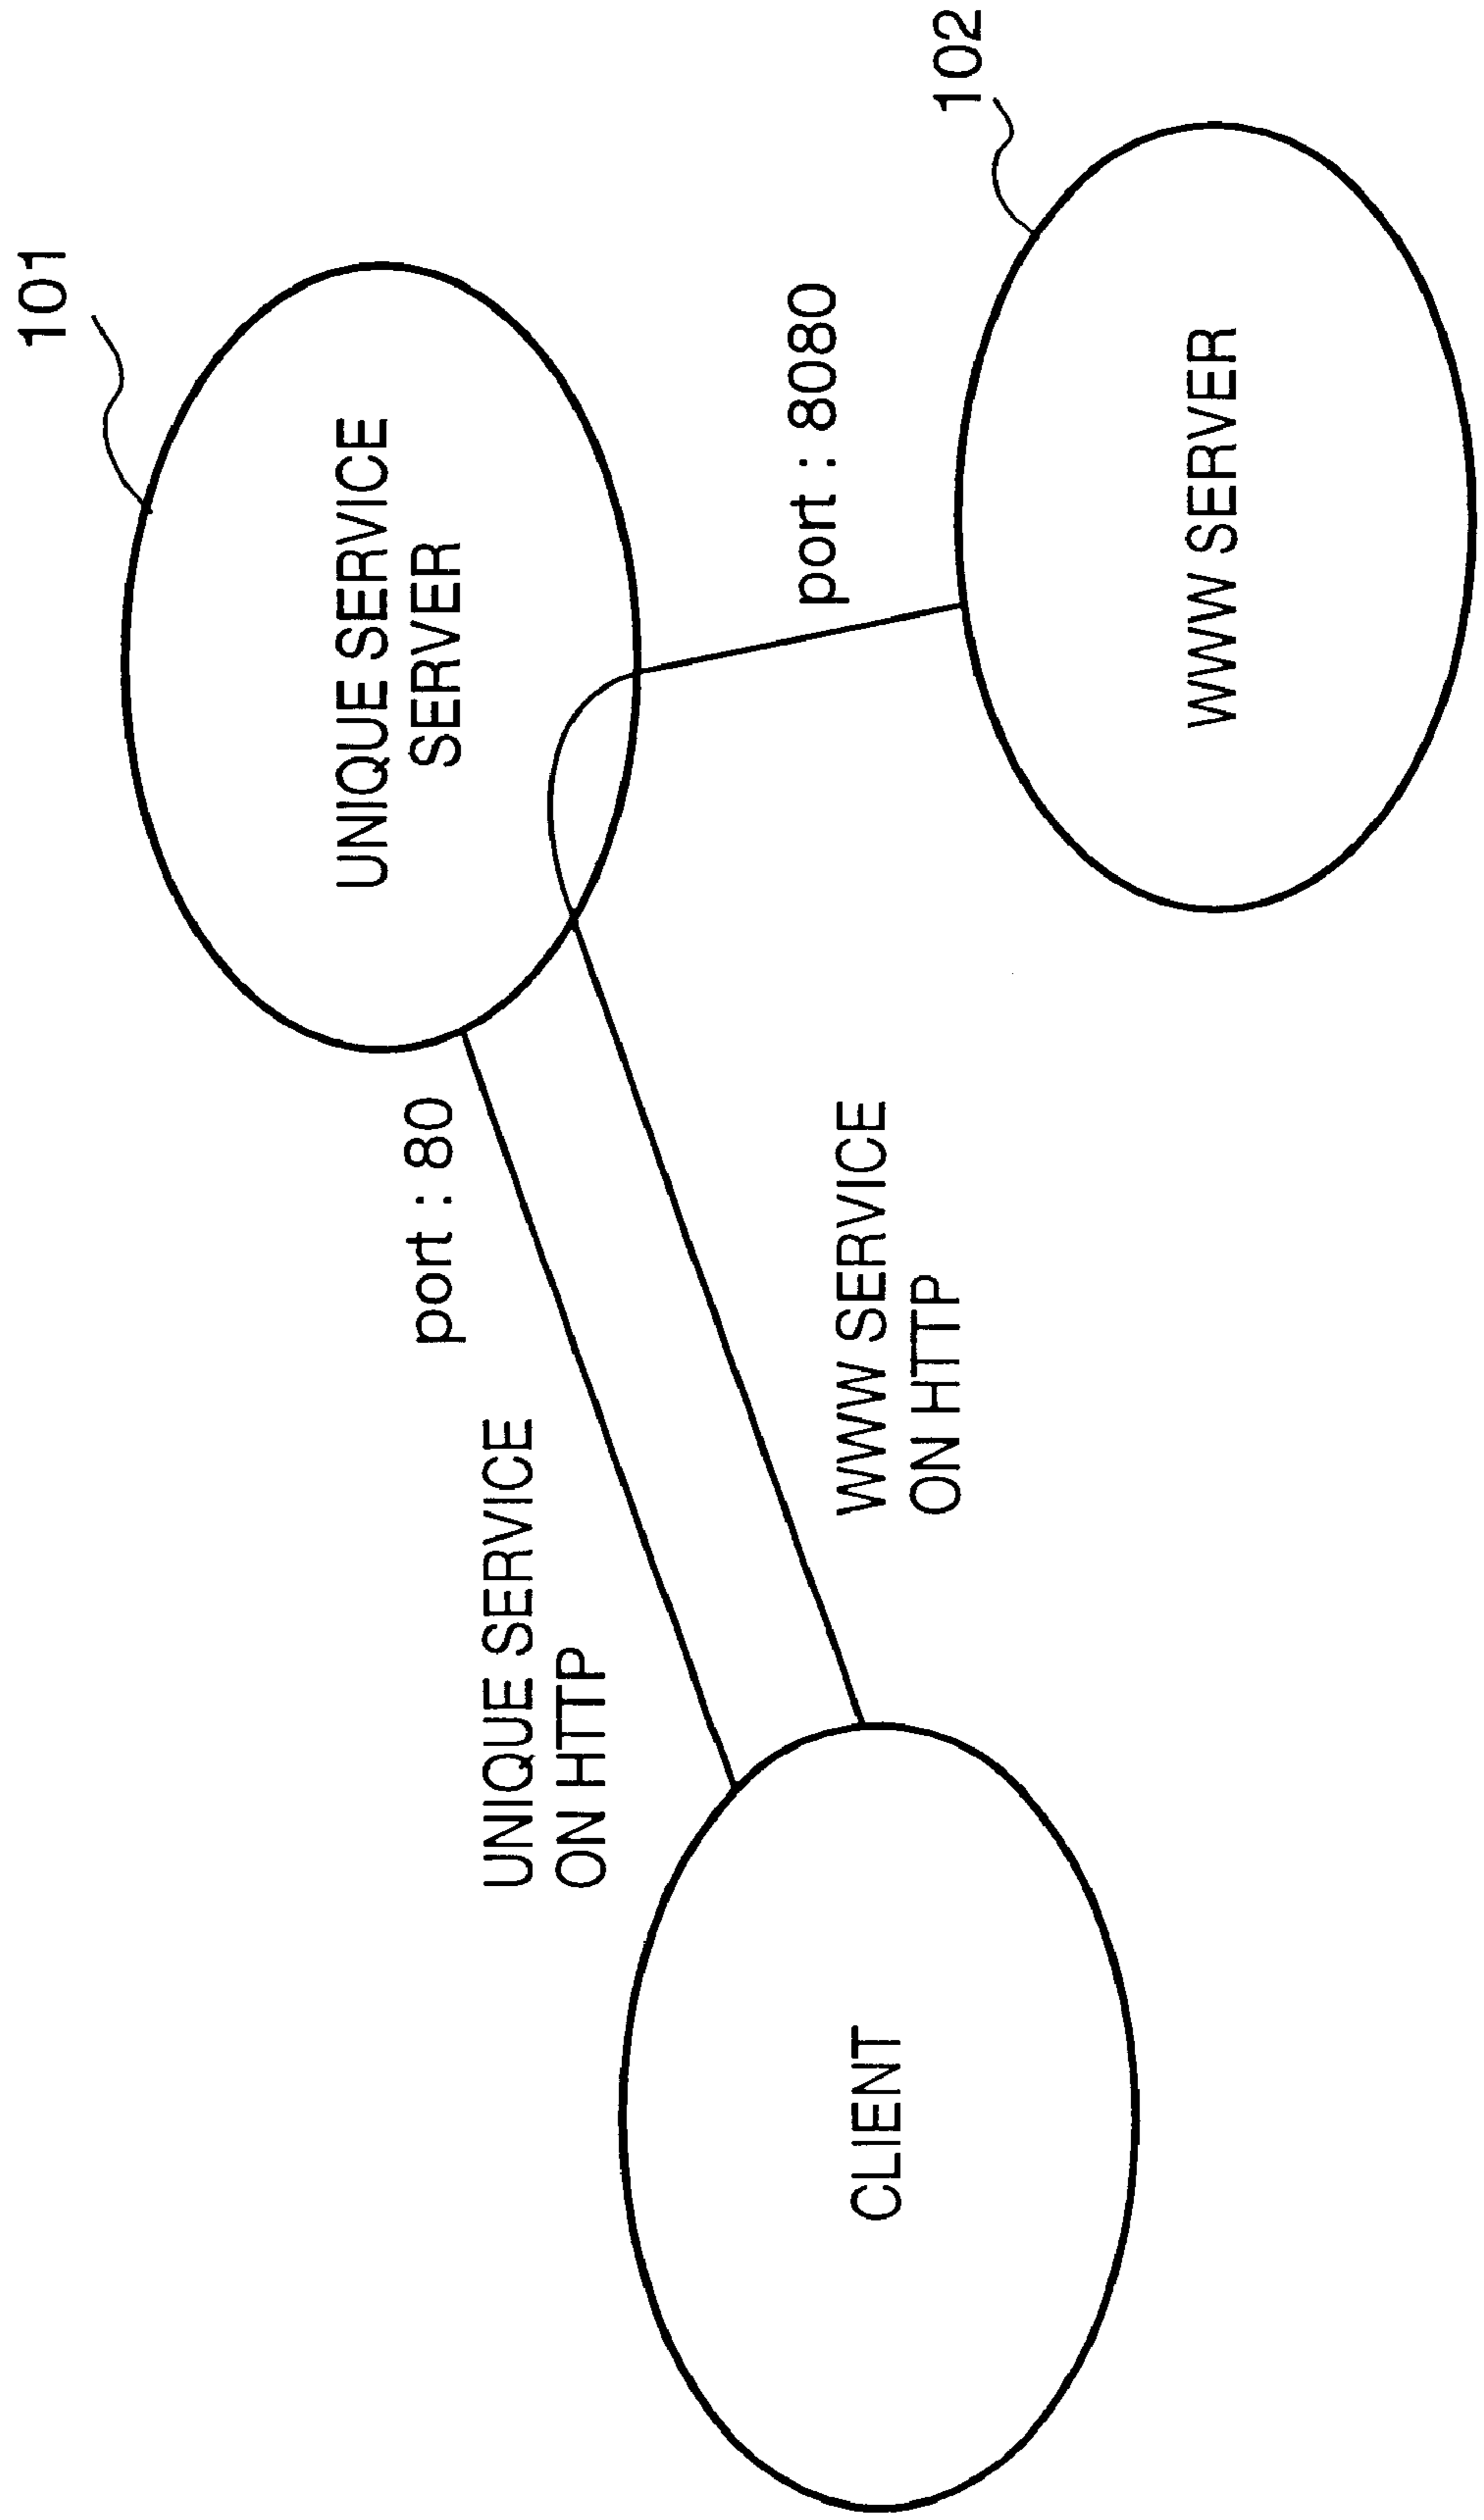 101
UNIQUE SERVICE
SERVER
port : 80
UNIQUE SERVICE
ON HTTP
102
port : 8080
WWW SERVICE
ON HTTP
CLIENT
WWW SERVER